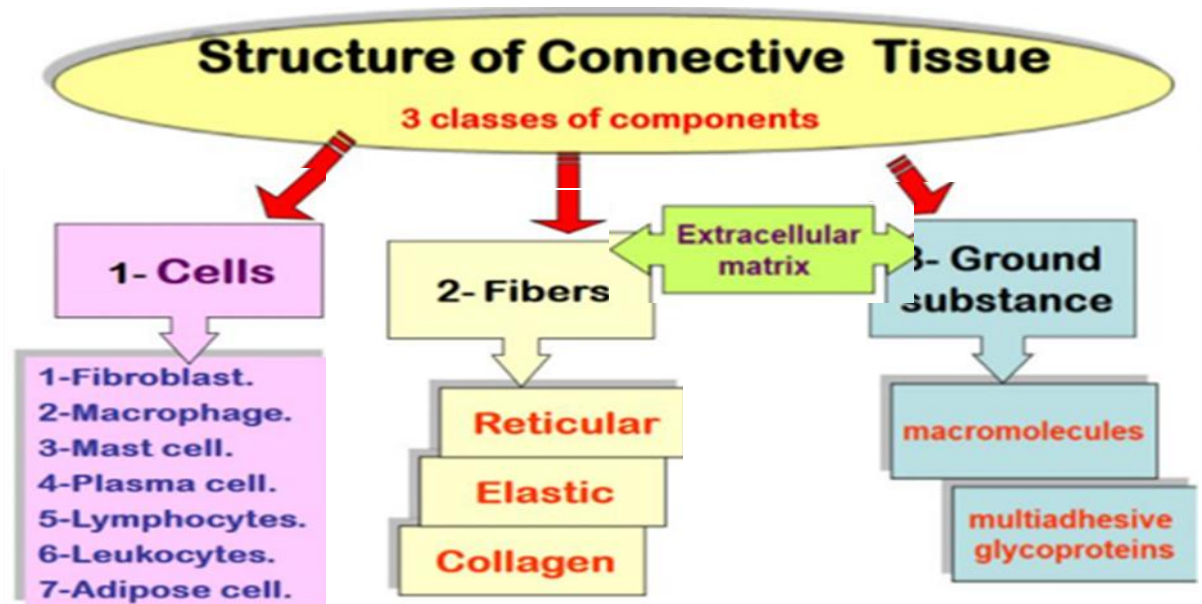 Structure of Connective Tissue
3 classes of components
1- Cells
1-Fibroblast.
2-Macrophage.
3-Mast cell.
4-Plasma cell.
5-Lymphocytes.
6-Leukocytes.
7-Adipose cell.
2- Fibers
Reticular
Elastic
Collagen
Extracellular
matrix
3- Ground
substance
macromolecules
multiadhesive
glycoproteins